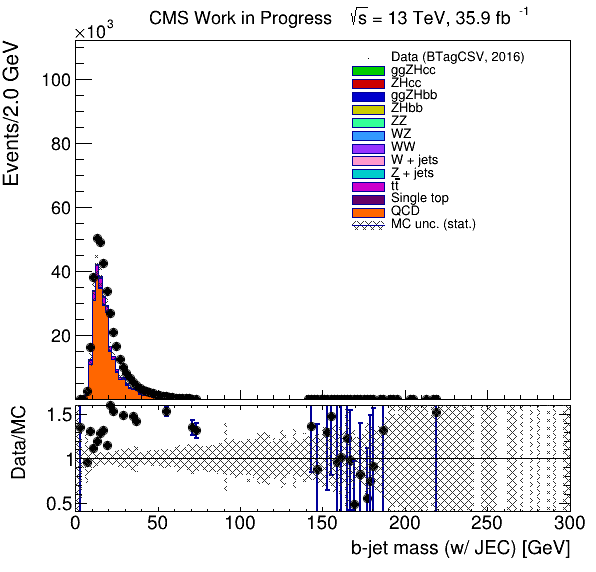 CMS Work in Progress √s = 13 TeV, 35.9 fb⁻¹
×10³
Events/2.0 GeV
100
80
60
40
20
Data (BTagCSV, 2016)
ggZHcc
ZHcc
ggZHbb
ZHbb
ZZ
WZ
WW
W + jets
Z + jets
tt̅
Single top
QCD
MC unc. (stat.)
Data/MC
1.5
1
0.5
0 50 100 150 200 250 300
b-jet mass (w/ JEC) [GeV]